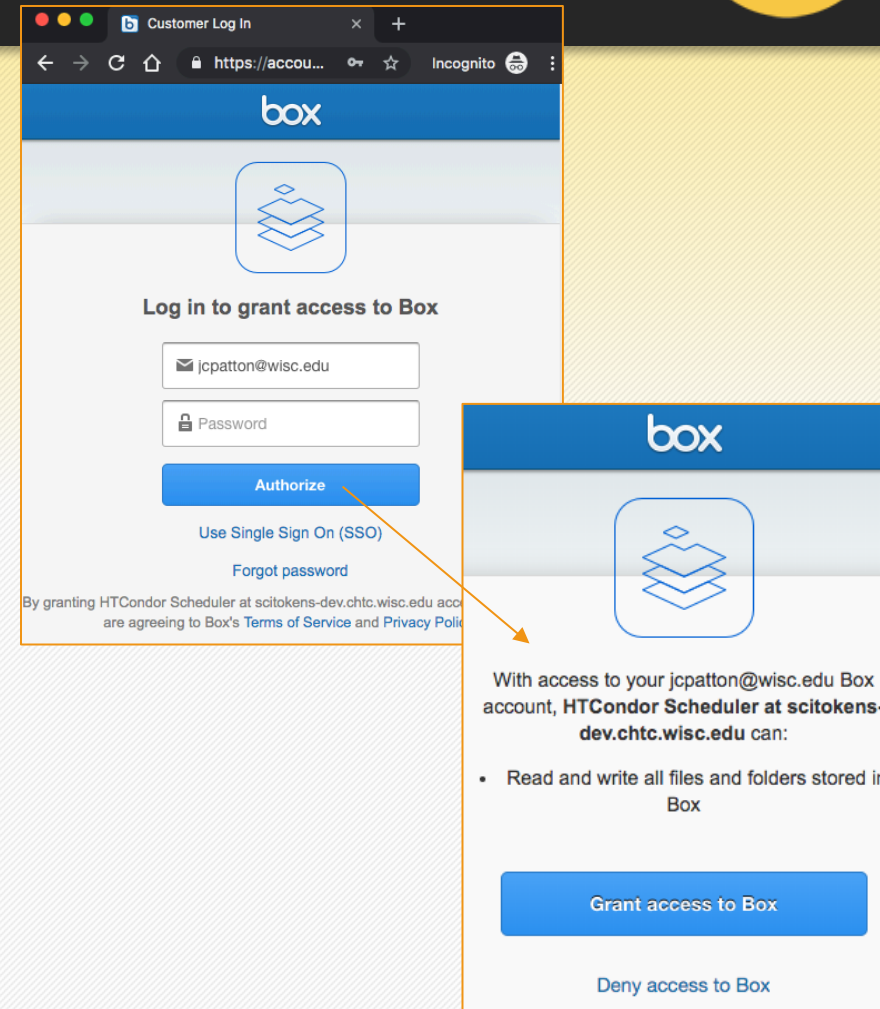 Customer Log In
https://accou...
Incognito
box
Log in to grant access to Box
jcpatton@wisc.edu
Password
Authorize
Use Single Sign On (SSO)
Forgot password
By granting HTCondor Scheduler at scitokens-dev.chtc.wisc.edu
are agreeing to Box's Terms of Service and Privacy
box
With access to your jcpatton@wisc.edu Box
account, HTCondor Scheduler at scitokens-
dev.chtc.wisc.edu can:
• Read and write all files and folders stored in
Box
Grant access to Box
Deny access to Box